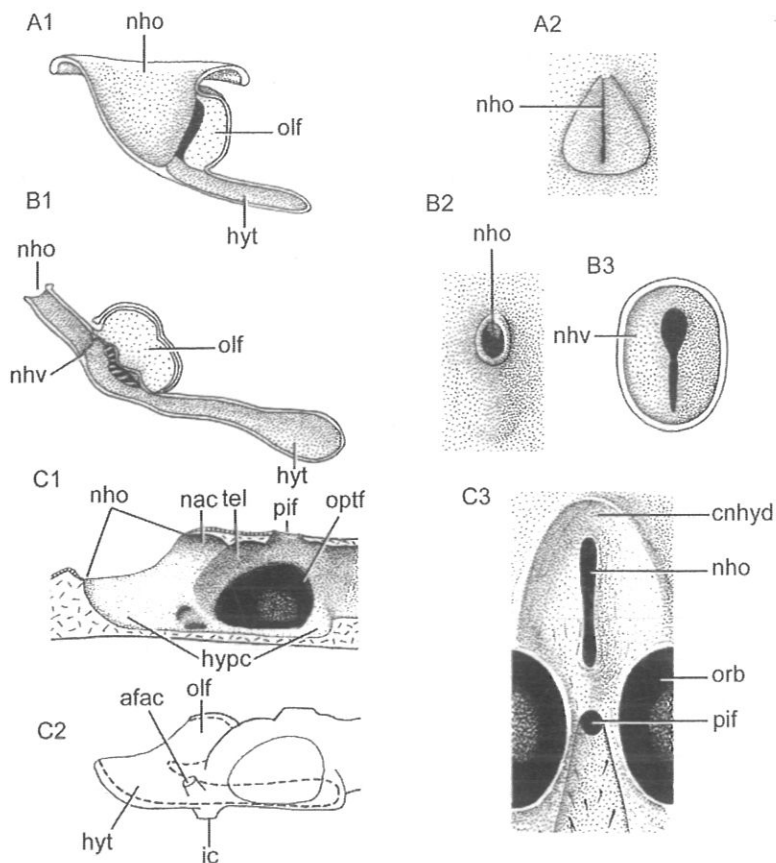 A1
nho
olf
hyt
A2
nho
B1
nho
olf
nhv
hyt
B2
nho
B3
nhv
C1
nho
nac tel
pif
optf
hypc
C2
afac
olf
hyt
ic
C3
cnhyd
nho
orb
pif